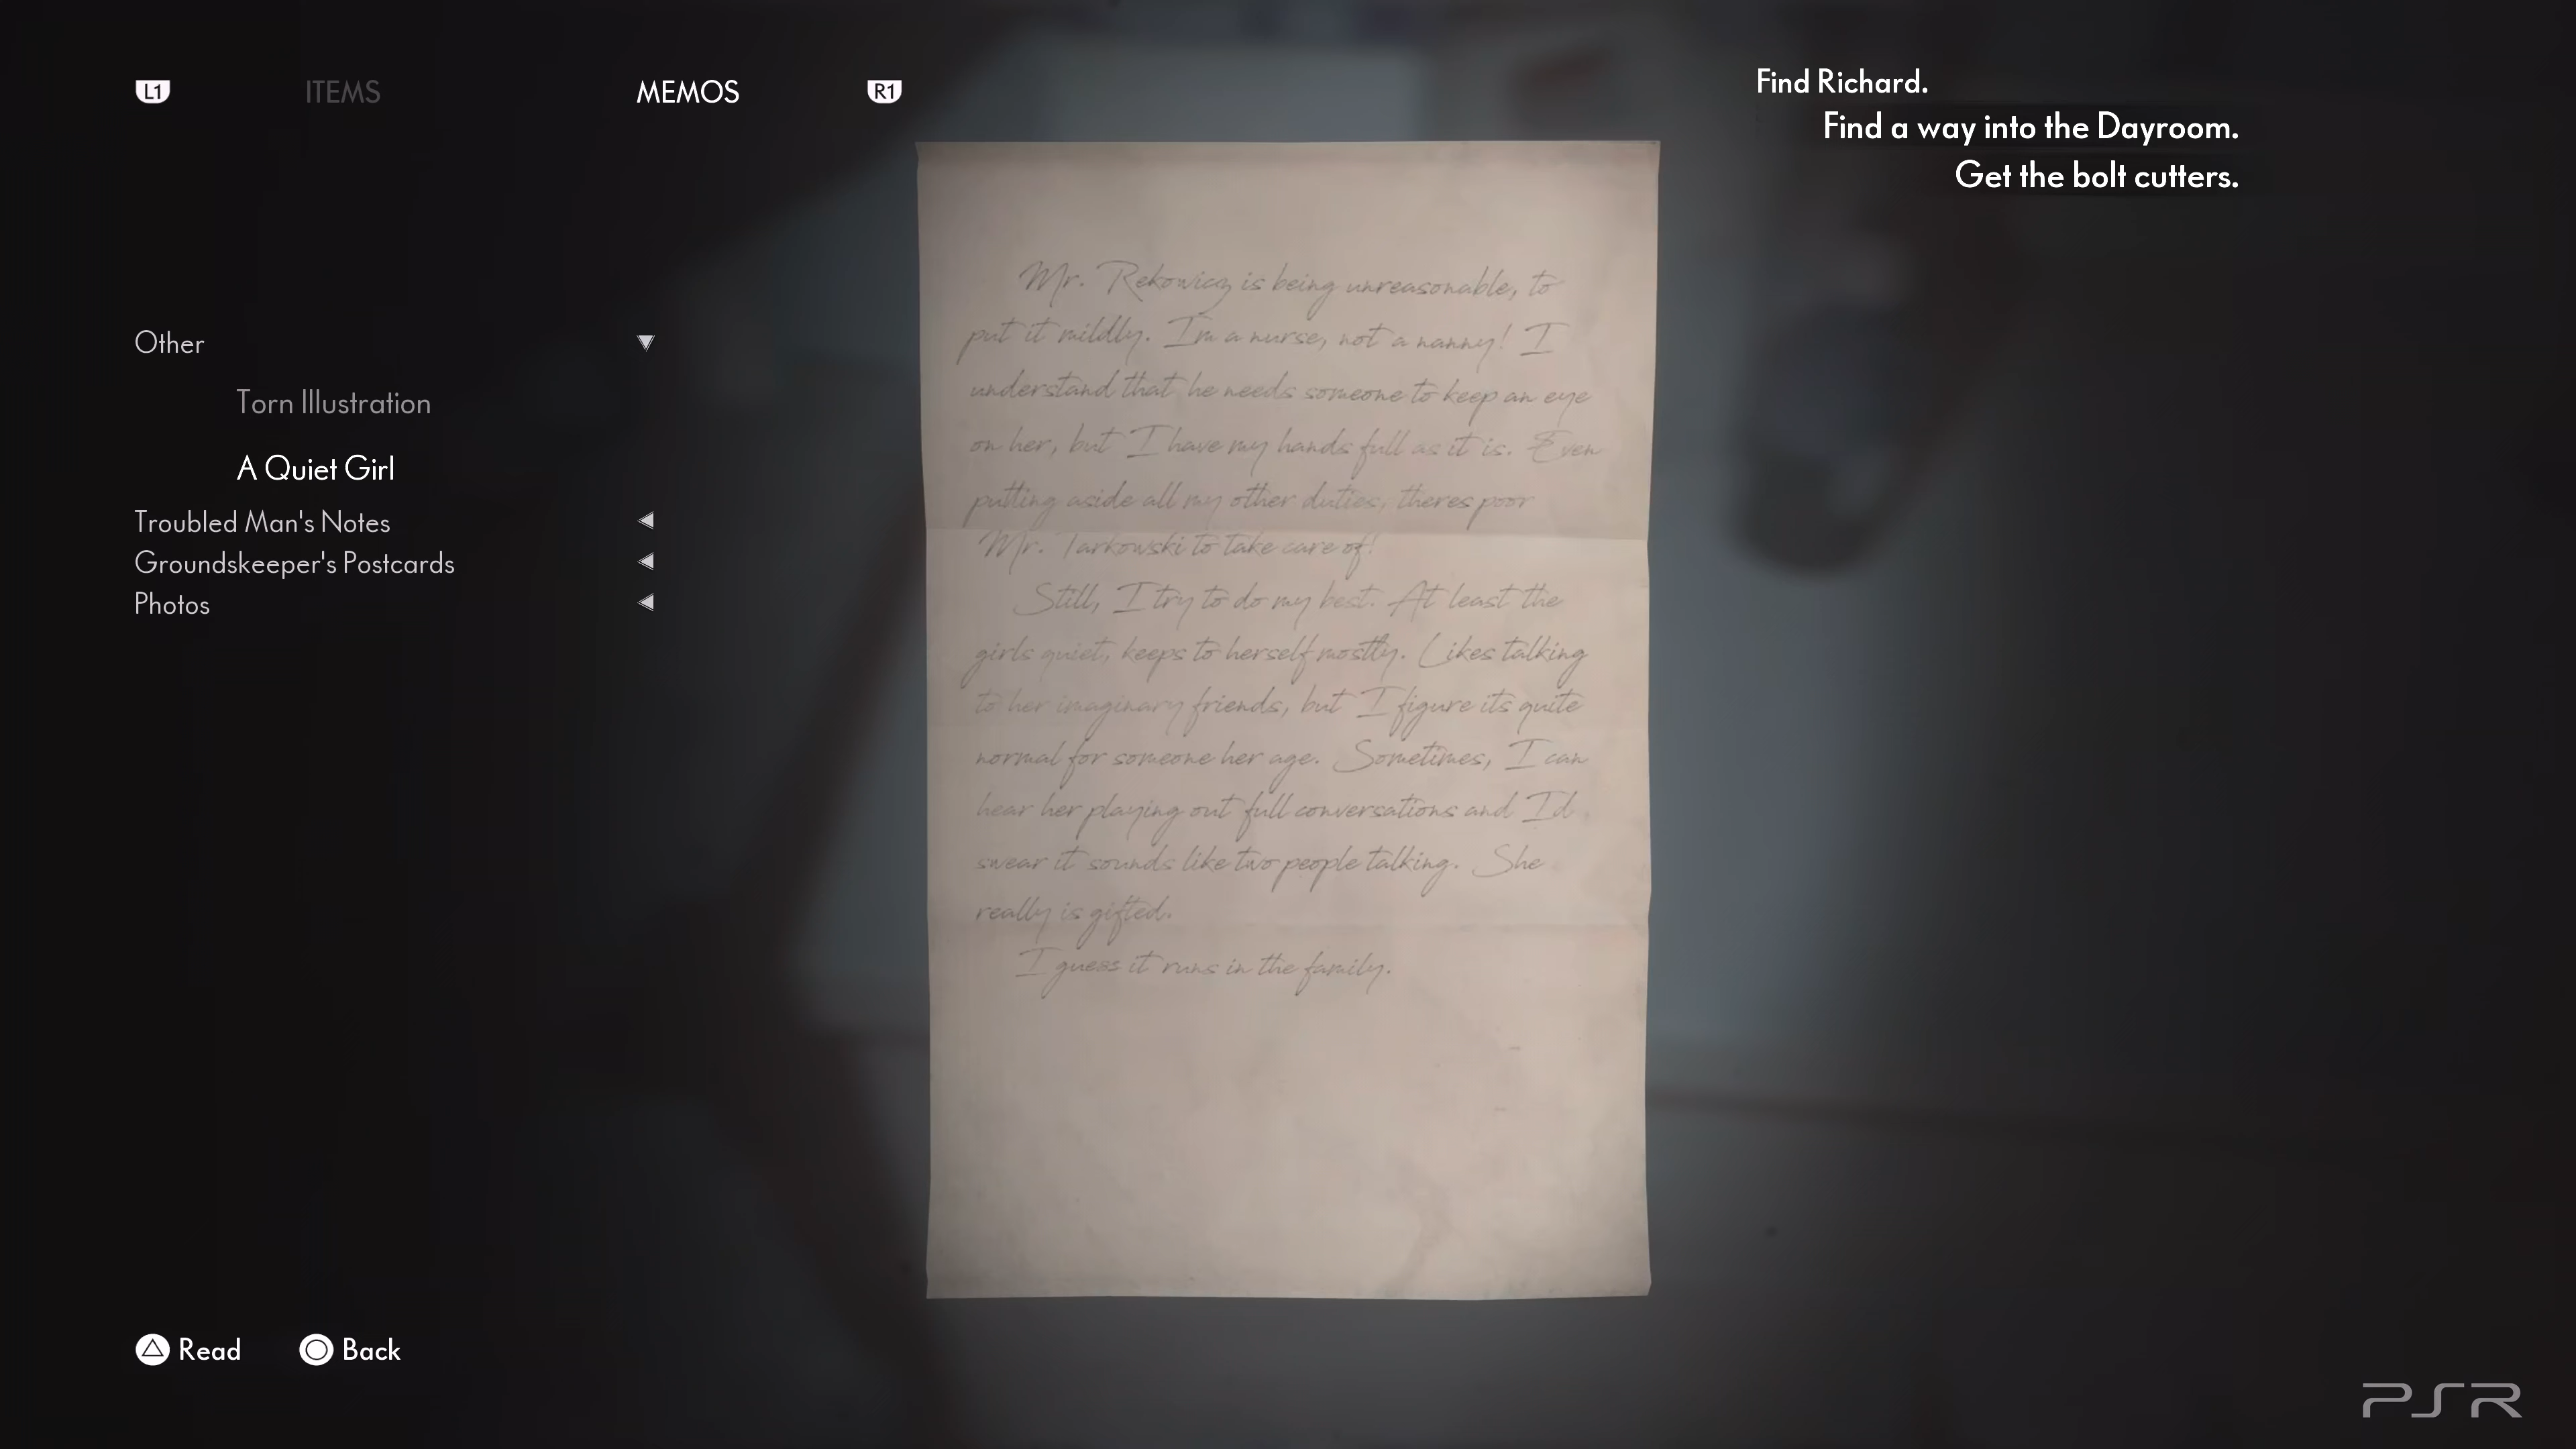 L1
ITEMS
MEMOS
R1
Find Richard.
Find a way into the Dayroom.
Get the bolt cutters.
Other
Torn Illustration
A Quiet Girl
Troubled Man's Notes
Groundskeeper's Postcards
Photos
Mr. Rekowicz is being unreasonable, to
put it mildly. Im a nurse, not a nanny! I
understand that he needs someone to keep an eye
on her, but I have my hands full as it is. Even
putting aside all my other duties, theres poor
Mr. Tarkowski to take care of!
Still, I try to do my best. At least the
girls quiet, keeps to herself mostly. Likes talking
to her imaginary friends, but I figure its quite
normal for someone her age. Sometimes, I can
hear her playing out full conversations and Id
swear it sounds like two people talking. She
really is gifted.
I guess it runs in the family.
Read
Back
PSR